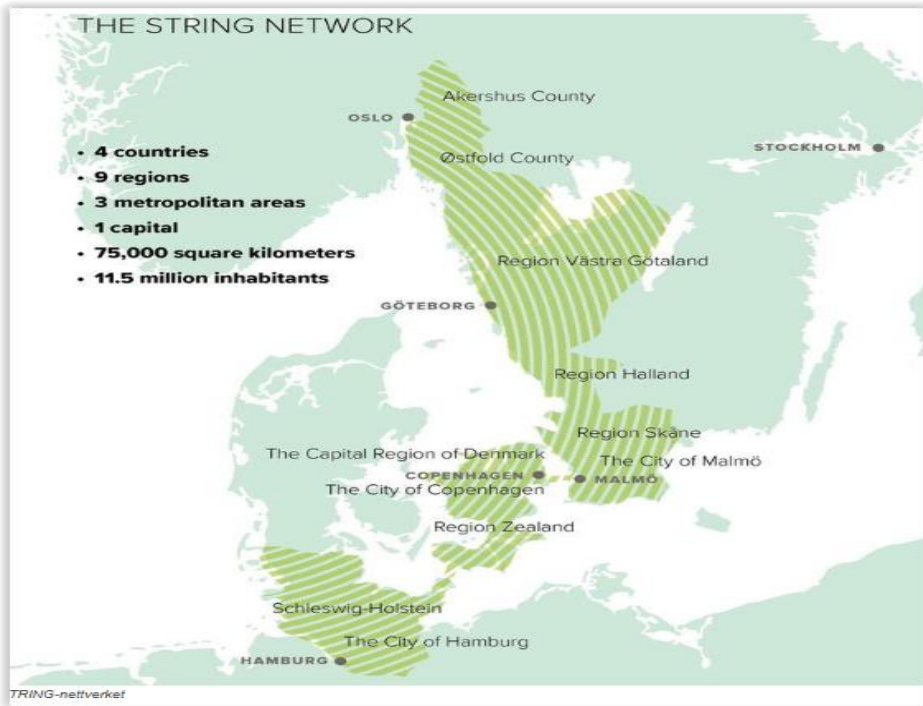 THE STRING NETWORK
Akershus County
OSLO
• 4 countries
STOCKHOLM
• 9 regions
Østfold County
• 3 metropolitan areas
• 1 capital
• 75,000 square kilometers
Region Västra Götaland
• 11.5 million inhabitants
GÖTEBORG
Region Halland
Region Skåne
The Capital Region of Denmark
The City of Malmö
COPENHAGEN
MALMÖ
The City of Copenhagen
Region Zealand
Schleswig-Holstein
The City of Hamburg
HAMBURG
TRING-nettverket